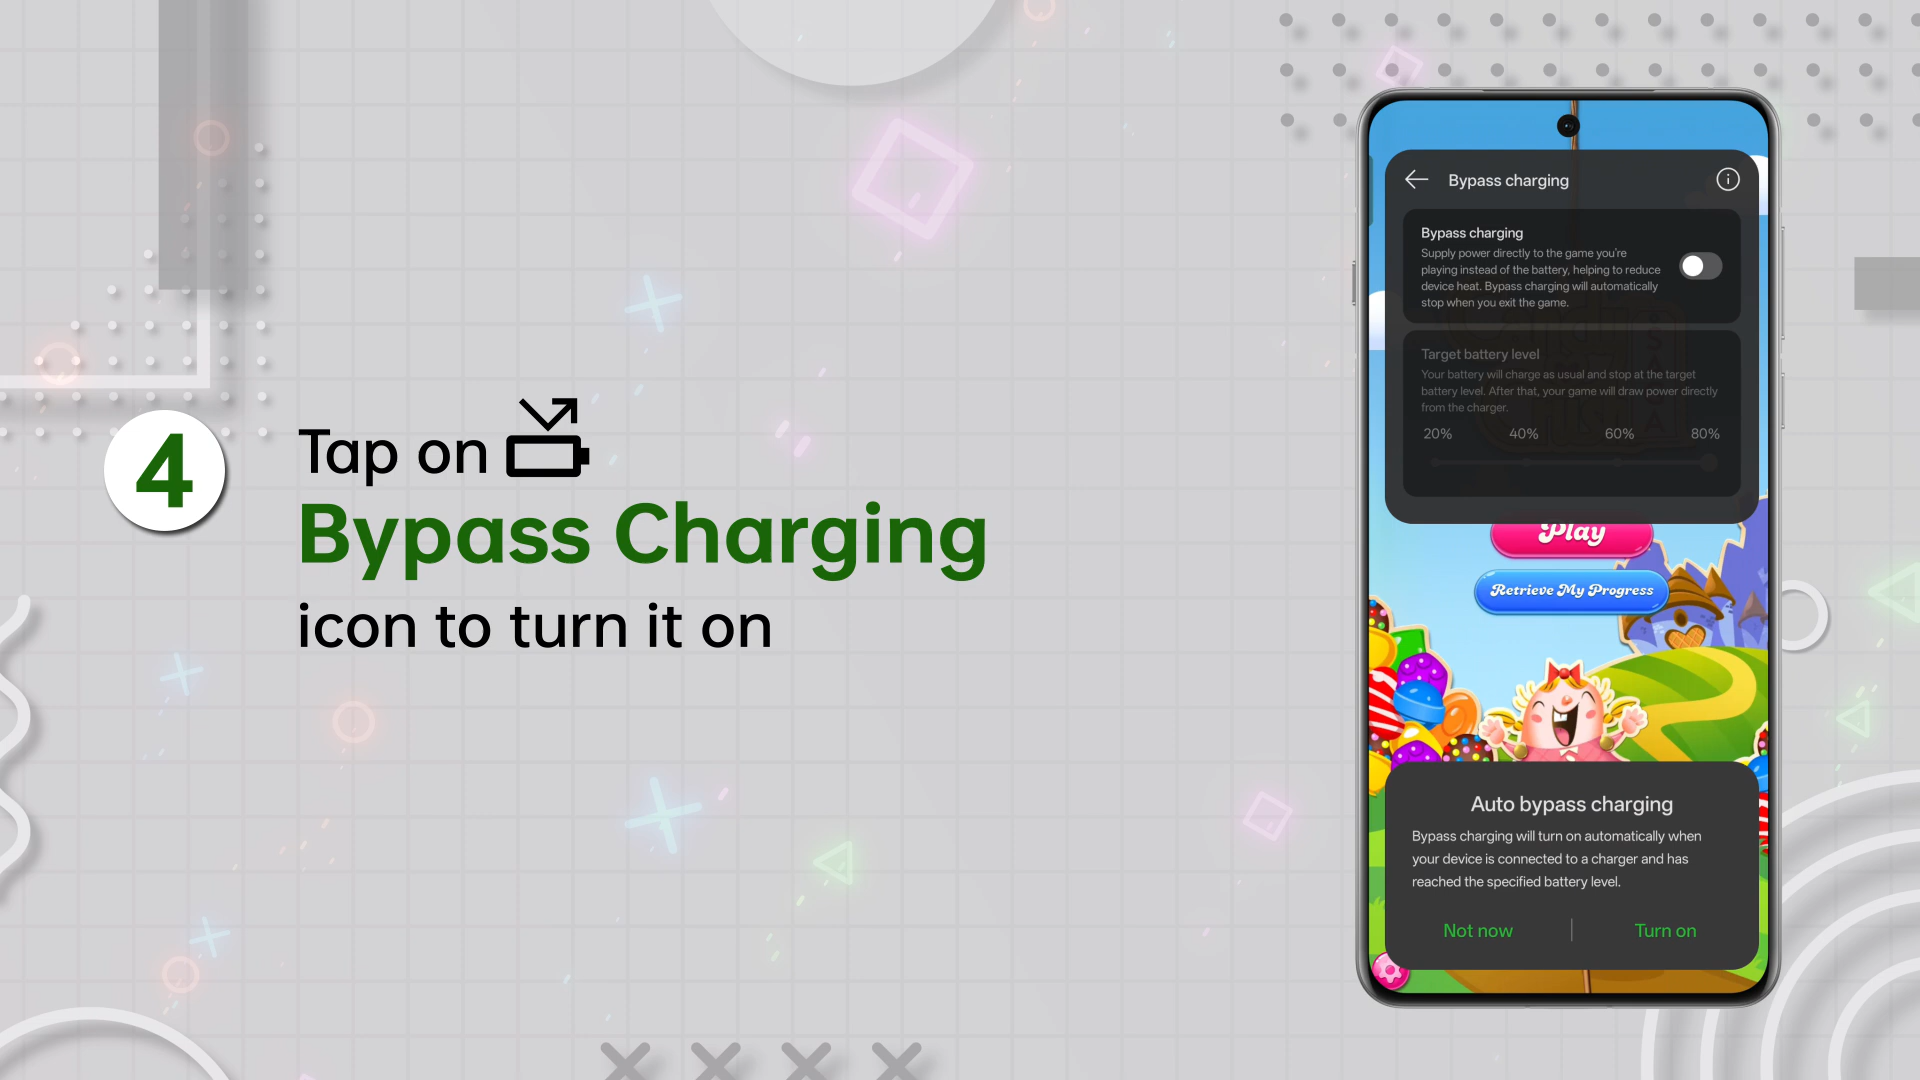 4
Tap on
Bypass Charging
icon to turn it on
Bypass charging
Bypass charging
Supply power directly to the game you're
playing instead of the battery, helping to reduce
device heat. Bypass charging will automatically
stop when you exit the game.
Target battery level
Your battery will charge as usual and stop at the target
battery level. After that, your game will draw power directly
from the charger.
20% 40% 60% 80%
Play
Retrieve My Progress
Auto bypass charging
Bypass charging will turn on automatically when
your device is connected to a charger and has
reached the specified battery level.
Not now | Turn on